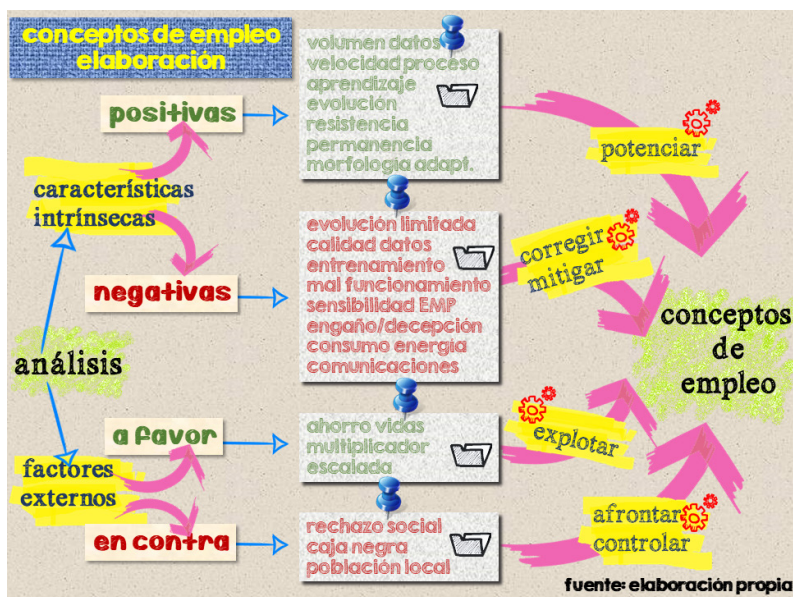 conceptos de empleo
elaboración
positivas
volumen datos
velocidad proceso
aprendizaje
evolución
resistencia
permanencia
morfología adapt.
potenciar
características
intrínsecas
negativas
evolución limitada
calidad datos
entrenamiento
mal funcionamiento
sensibilidad EMP
engaño/decepción
consumo energía
comunicaciones
corregir
mitigar
conceptos
de
empleo
análisis
a favor
ahorro vidas
multiplicador
escalada
explotar
factores
externos
en contra
rechazo social
caja negra
población local
afrontar
controlar
fuente: elaboración propia